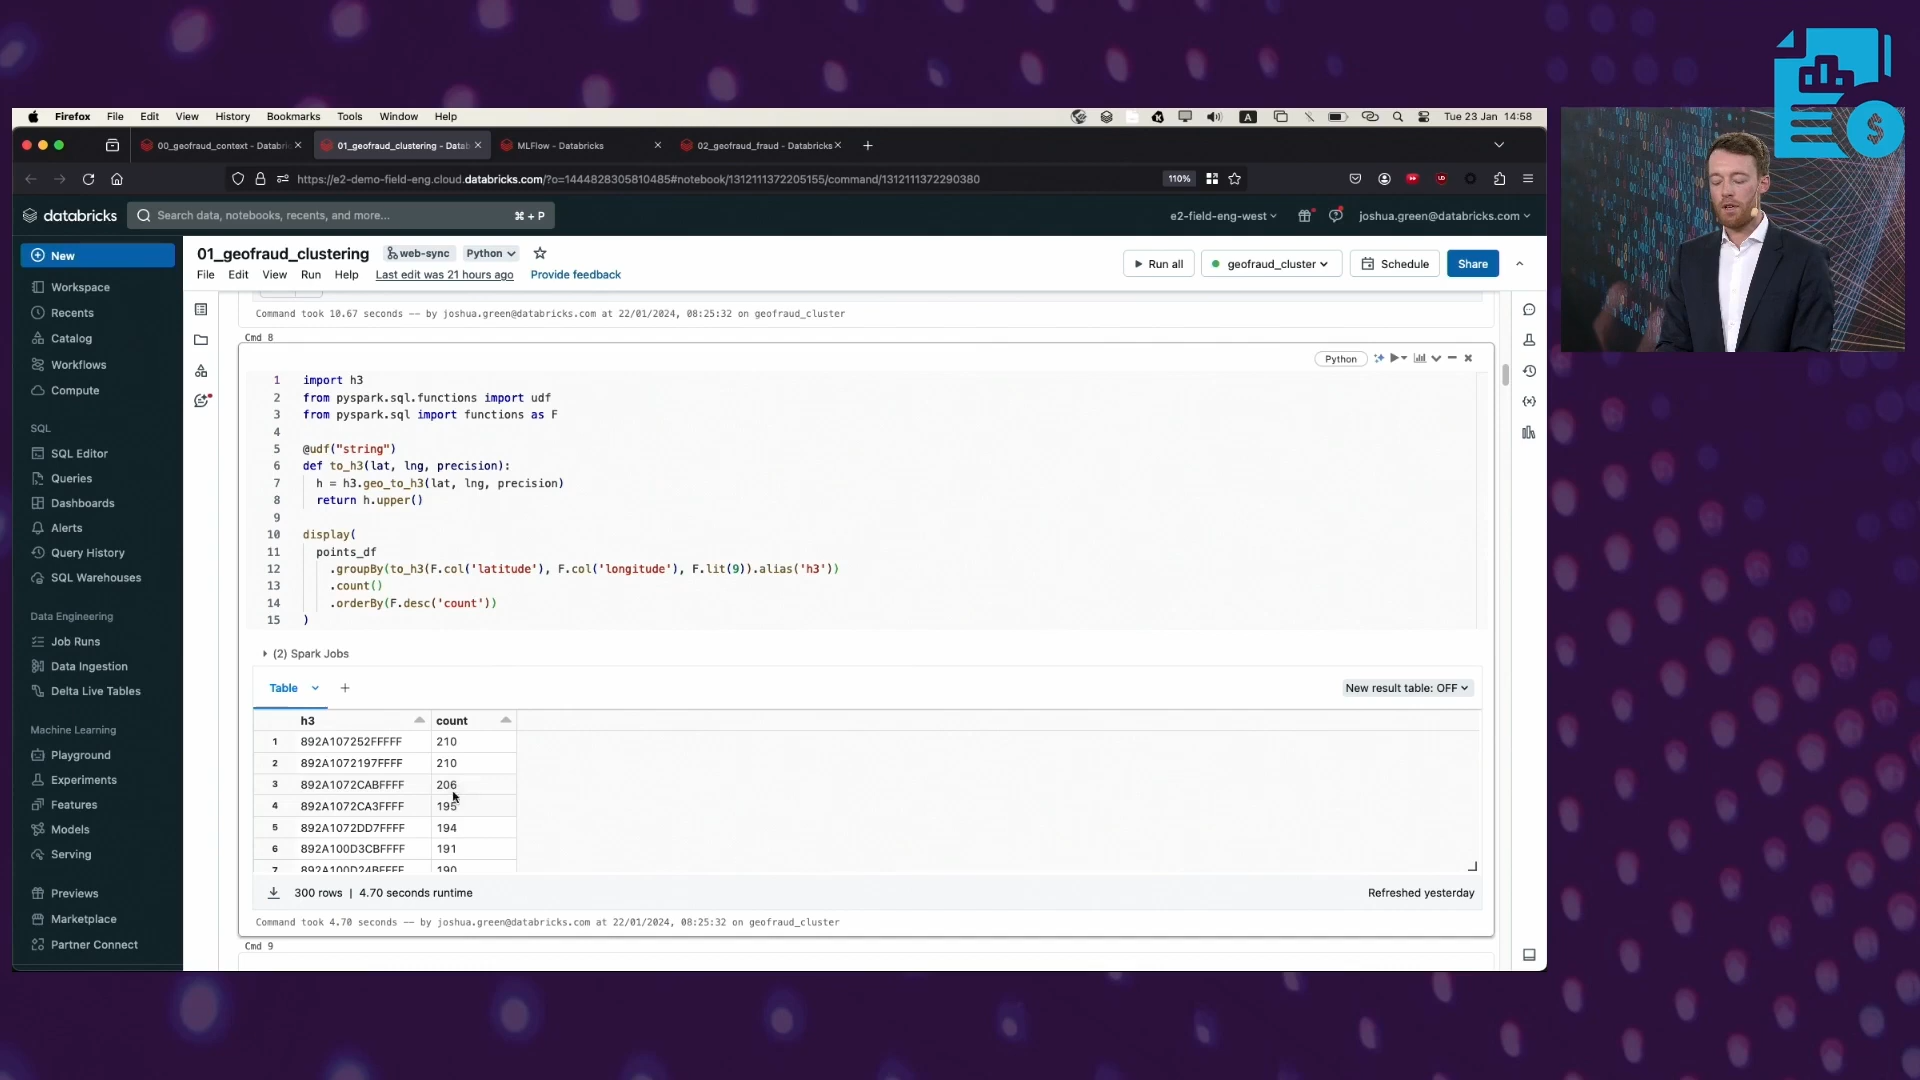 Firefox File Edit View History Bookmarks Tools Window Help A Tue 23 Jan 14:58
00_geofraud_context - Databric
01_geofraud_clustering - Datab
MLFlow - Databricks
02_geofraud_fraud - Databricks
https://e2-demo-field-eng.cloud.databricks.com/?o=1444828305810485#notebook/1312111372205155/command/1312111372290380
110%
databricks
Search data, notebooks, recents, and more...
⌘ + P
e2-field-eng-west
joshua.green@databricks.com
New
Workspace
Recents
Catalog
Workflows
Compute
SQL
SQL Editor
Queries
Dashboards
Alerts
Query History
SQL Warehouses
Data Engineering
Job Runs
Data Ingestion
Delta Live Tables
Machine Learning
Playground
Experiments
Features
Models
Serving
Previews
Marketplace
Partner Connect
01_geofraud_clustering
web-sync
Python
File Edit View Run Help Last edit was 21 hours ago Provide feedback
Run all
geofraud_cluster
Schedule
Share
Command took 10.67 seconds -- by joshua.green@databricks.com at 22/01/2024, 08:25:32 on geofraud_cluster
Cmd 8
Python
1 import h3
2 from pyspark.sql.functions import udf
3 from pyspark.sql import functions as F
4
5 @udf("string")
6 def to_h3(lat, lng, precision):
7 h = h3.geo_to_h3(lat, lng, precision)
8 return h.upper()
9
10 display(
11 points_df
12 .groupBy(to_h3(F.col('latitude'), F.col('longitude'), F.lit(9)).alias('h3'))
13 .count()
14 .orderBy(F.desc('count'))
15 )
(2) Spark Jobs
Table
+
New result table: OFF
h3 count
1 892A107252FFFFF 210
2 892A1072197FFFF 210
3 892A1072CABFFFF 206
4 892A1072CA3FFFF 195
5 892A1072DD7FFFF 194
6 892A100D3CBFFFF 191
7 892A100D24BFFFF 190
300 rows | 4.70 seconds runtime
Refreshed yesterday
Command took 4.70 seconds -- by joshua.green@databricks.com at 22/01/2024, 08:25:32 on geofraud_cluster
Cmd 9
$